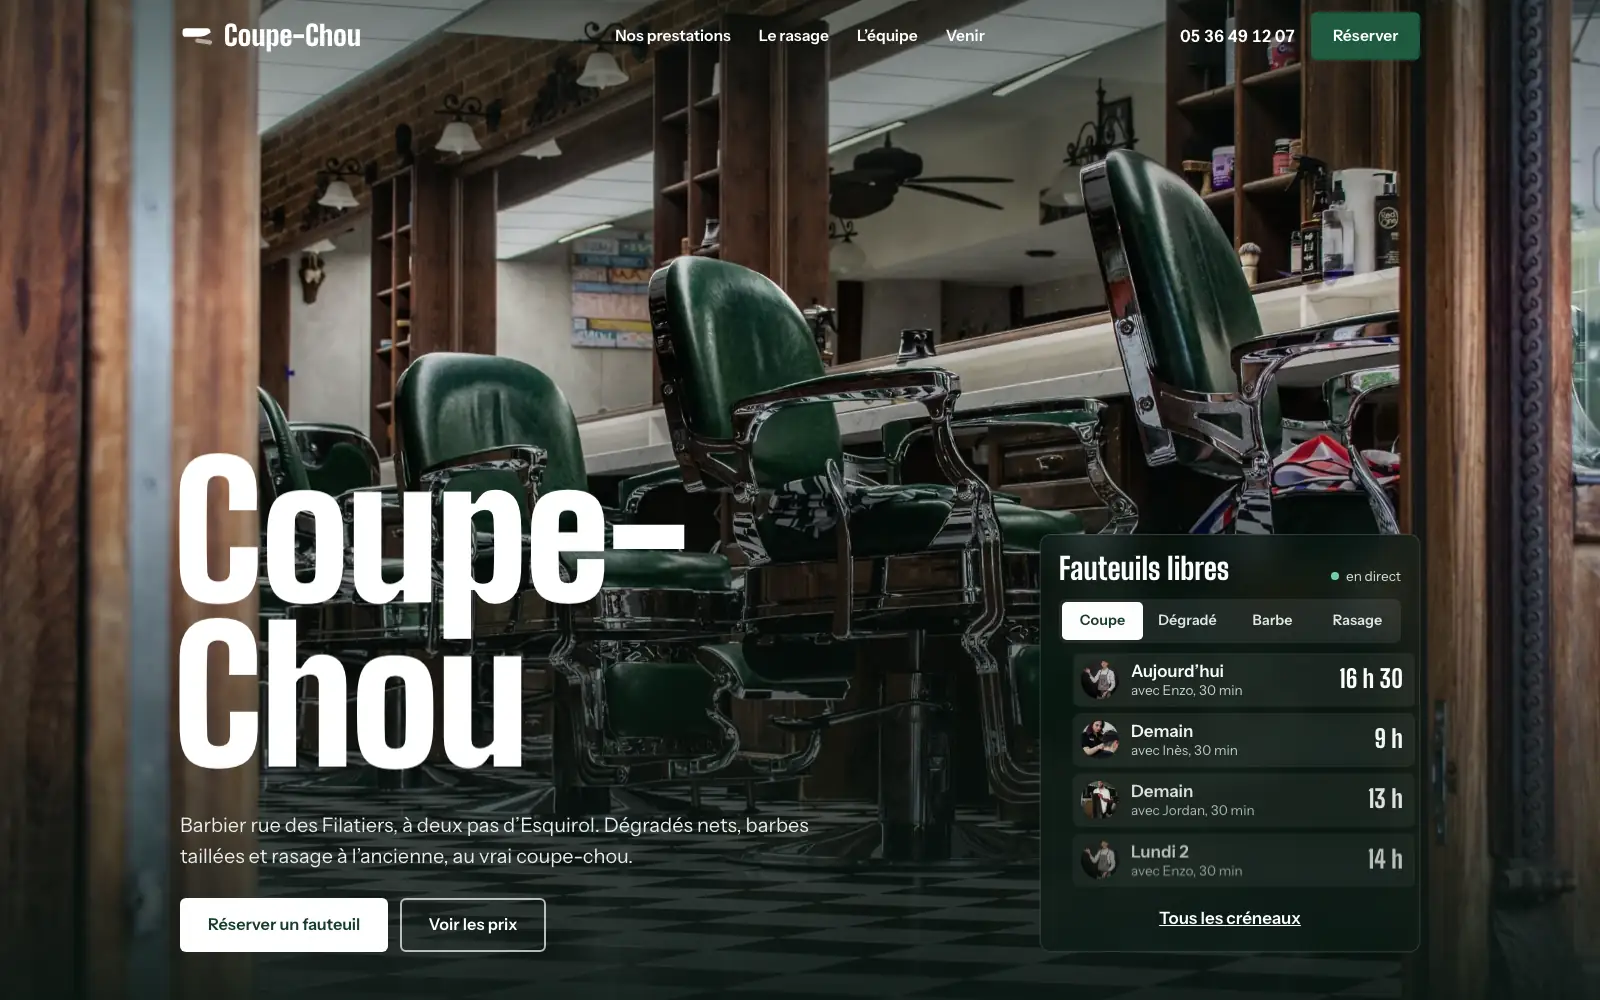 Coupe-Chou
Nos prestations
Le rasage
L'équipe
Venir
05 36 49 12 07
Réserver
Coupe-
Chou
Barbier rue des Filatiers, à deux pas d'Esquirol. Dégradés nets, barbes
taillées et rasage à l'ancienne, au vrai coupe-chou.
Réserver un fauteuil
Voir les prix
Fauteuils libres
en direct
Coupe
Dégradé
Barbe
Rasage
Aujourd'hui
avec Enzo, 30 min
16 h 30
Demain
avec Inès, 30 min
9 h
Demain
avec Jordan, 30 min
13 h
Lundi 2
avec Enzo, 30 min
14 h
Tous les créneaux